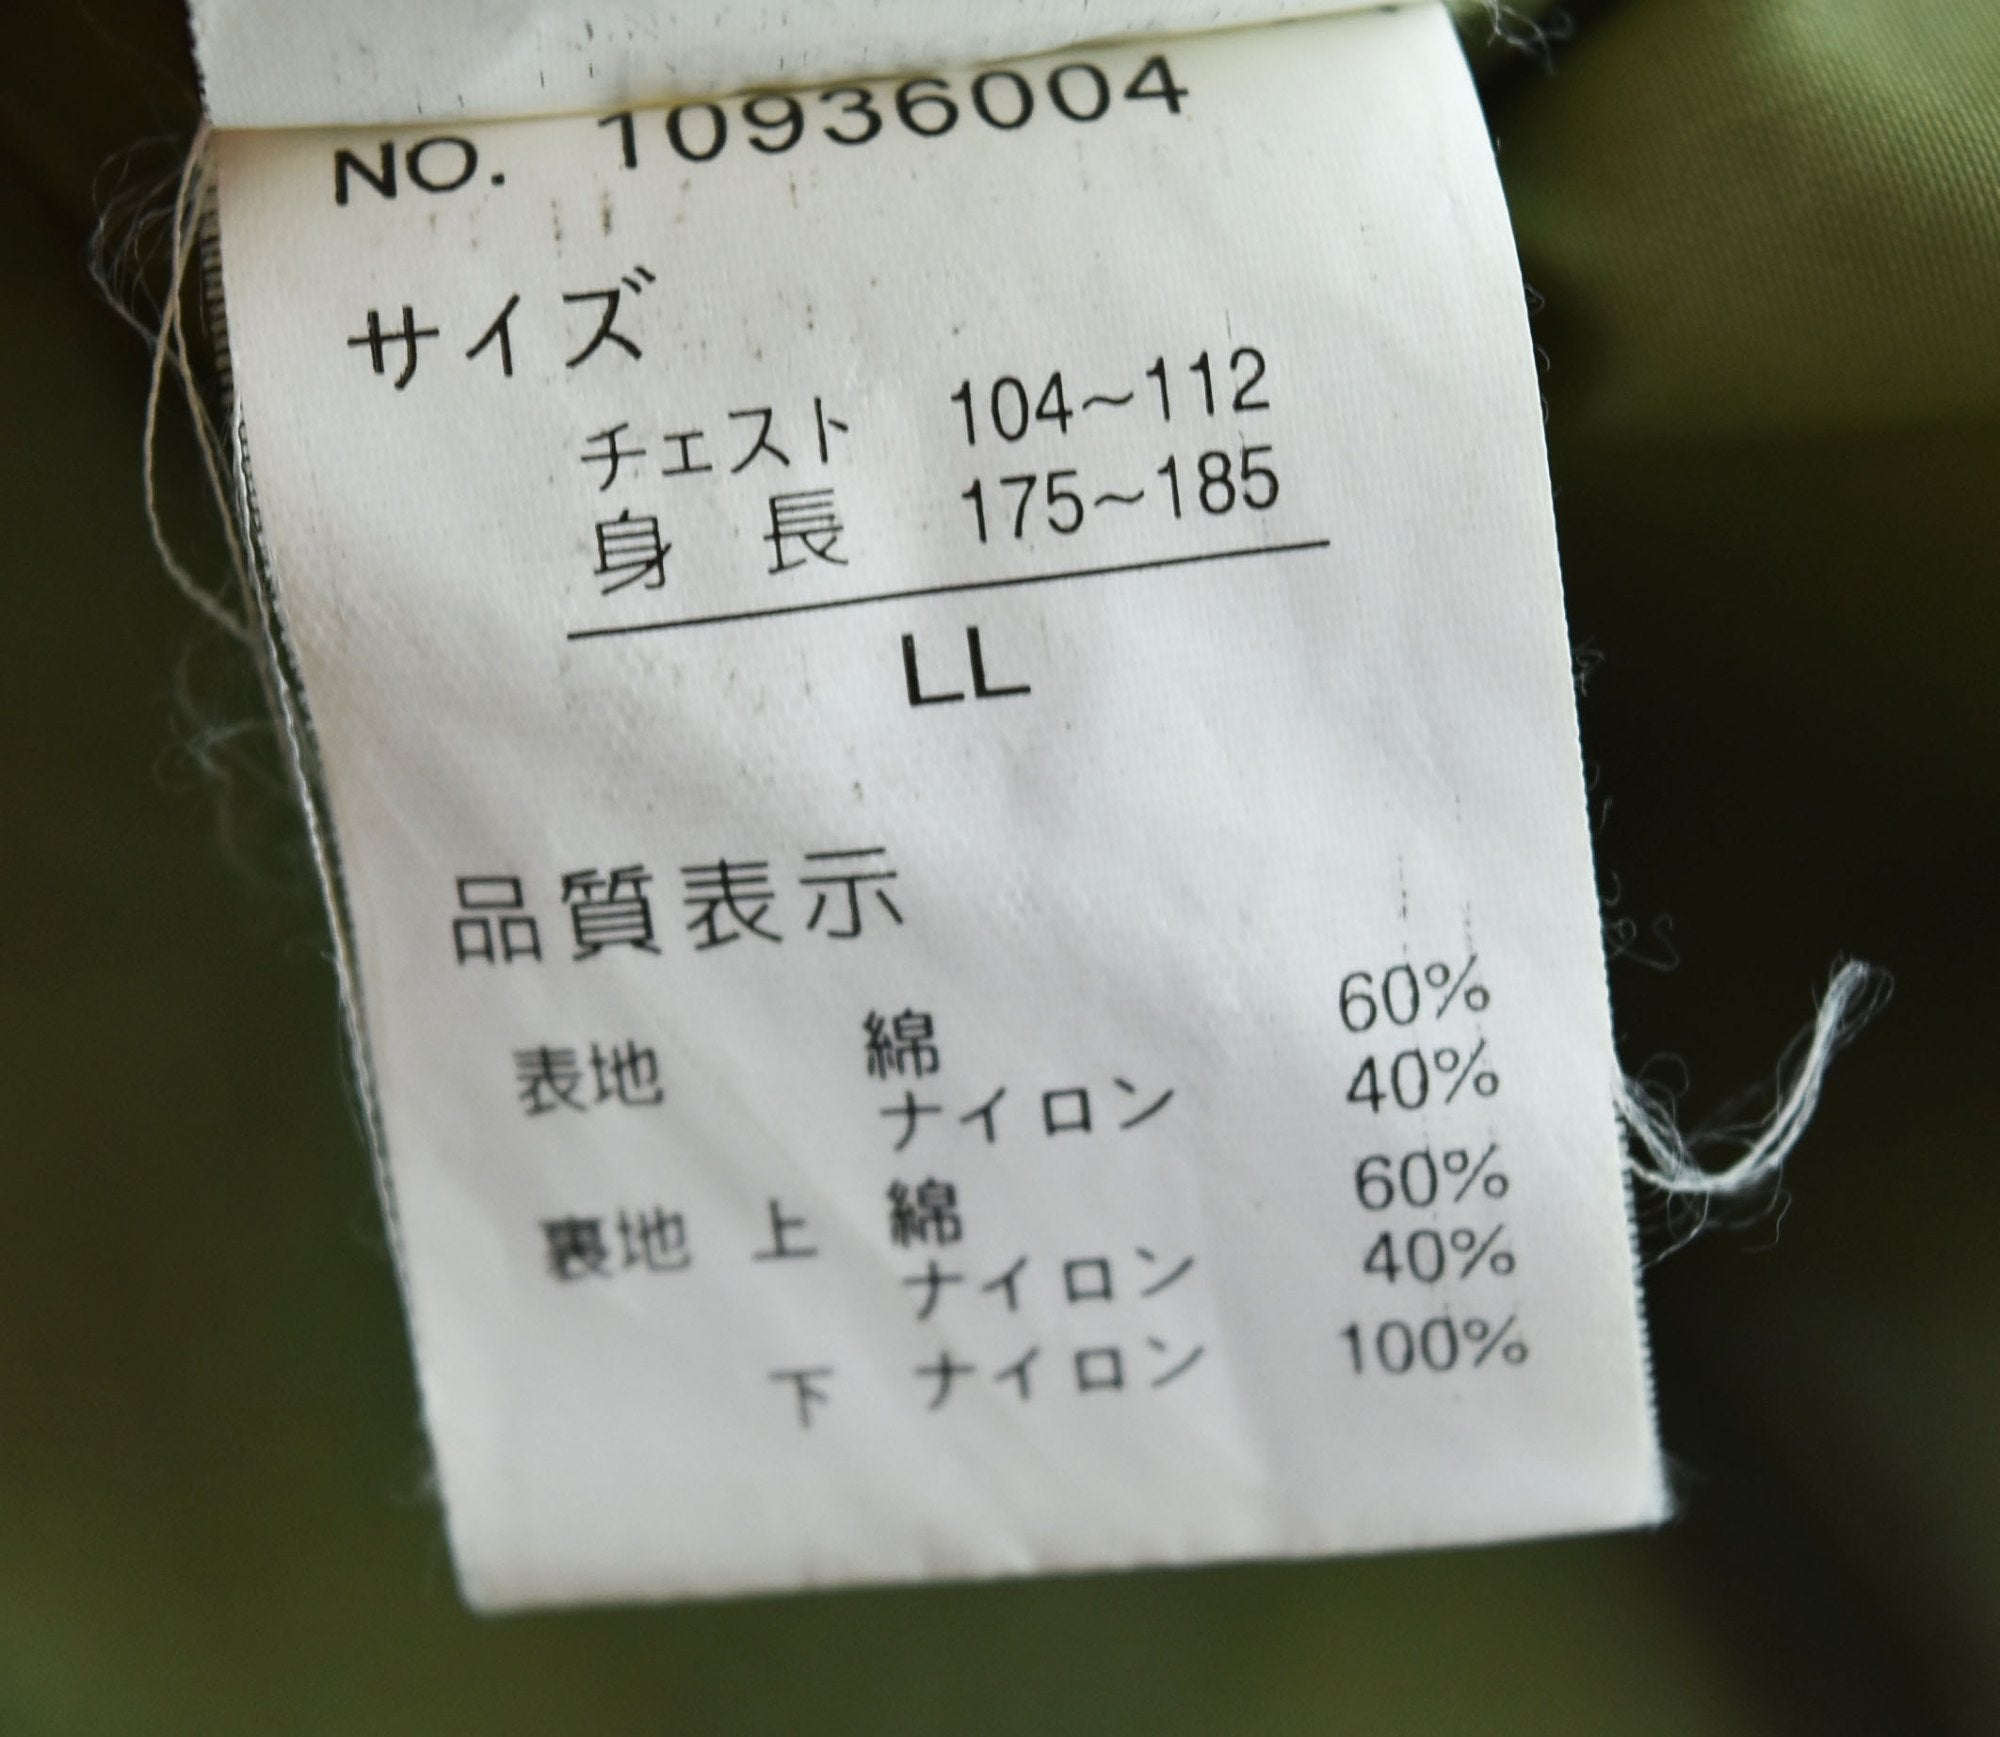 NO. 10936004
サイズ
チェスト 104～112
身 長 175～185
LL
品質表示
表地 綿 60%
ナイロン 40%
裏地 上 綿 60%
ナイロン 40%
下 ナイロン 100%